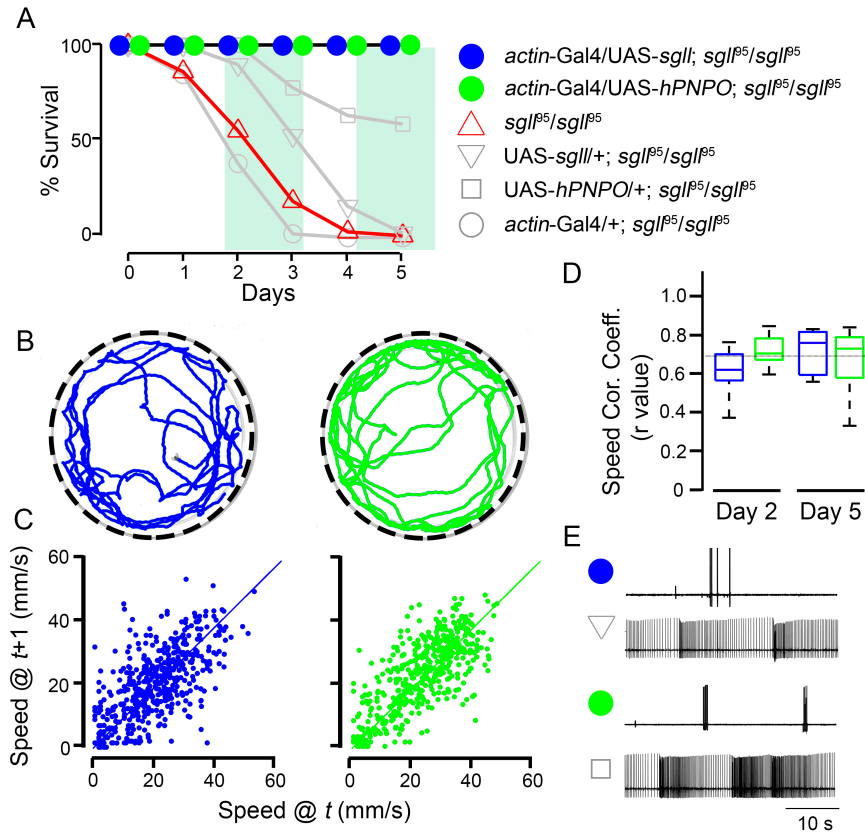 A
100
50
0
% Survival
0 1 2 3 4 5
Days
actin-Gal4/UAS-sgll; sgll95/sgll95
actin-Gal4/UAS-hPNPO; sgll95/sgll95
sgll95/sgll95
UAS-sgll/+; sgll95/sgll95
UAS-hPNPO/+; sgll95/sgll95
actin-Gal4/+; sgll95/sgll95
B
C
60
40
20
0
Speed @ t+1 (mm/s)
0 20 40 60
0 20 40 60
Speed @ t (mm/s)
D
1.0
0.8
0.6
0.4
0.2
0
Speed Cor. Coeff.
(r value)
Day 2 Day 5
E
10 s